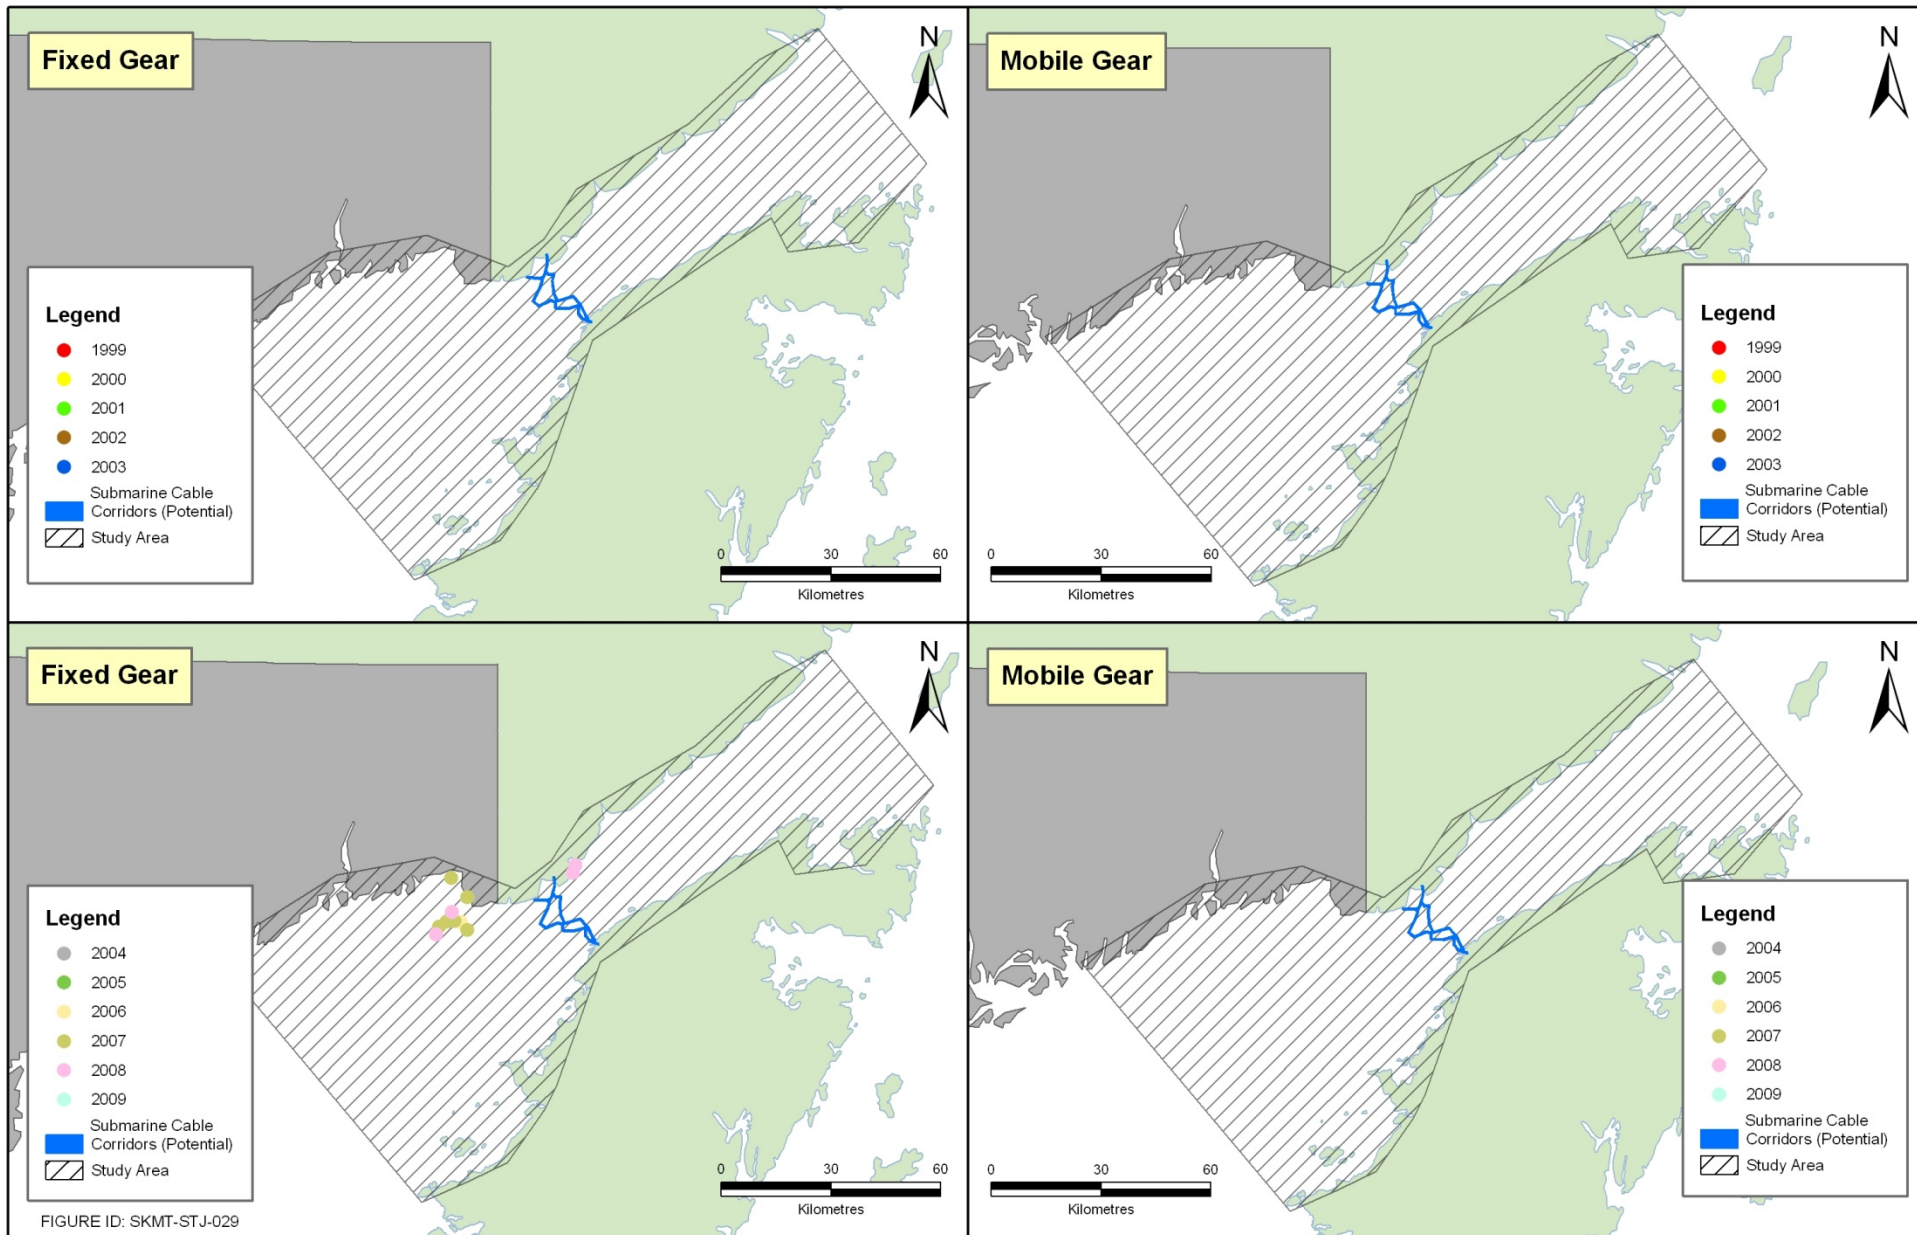 Fixed Gear
N
Legend
1999
2000
2001
2002
2003
Submarine Cable
Corridors (Potential)
Study Area
0 30 60
Kilometres
Mobile Gear
N
Legend
1999
2000
2001
2002
2003
Submarine Cable
Corridors (Potential)
Study Area
0 30 60
Kilometres
Fixed Gear
N
Legend
2004
2005
2006
2007
2008
2009
Submarine Cable
Corridors (Potential)
Study Area
0 30 60
Kilometres
FIGURE ID: SKMT-STJ-029
Mobile Gear
N
Legend
2004
2005
2006
2007
2008
2009
Submarine Cable
Corridors (Potential)
Study Area
0 30 60
Kilometres